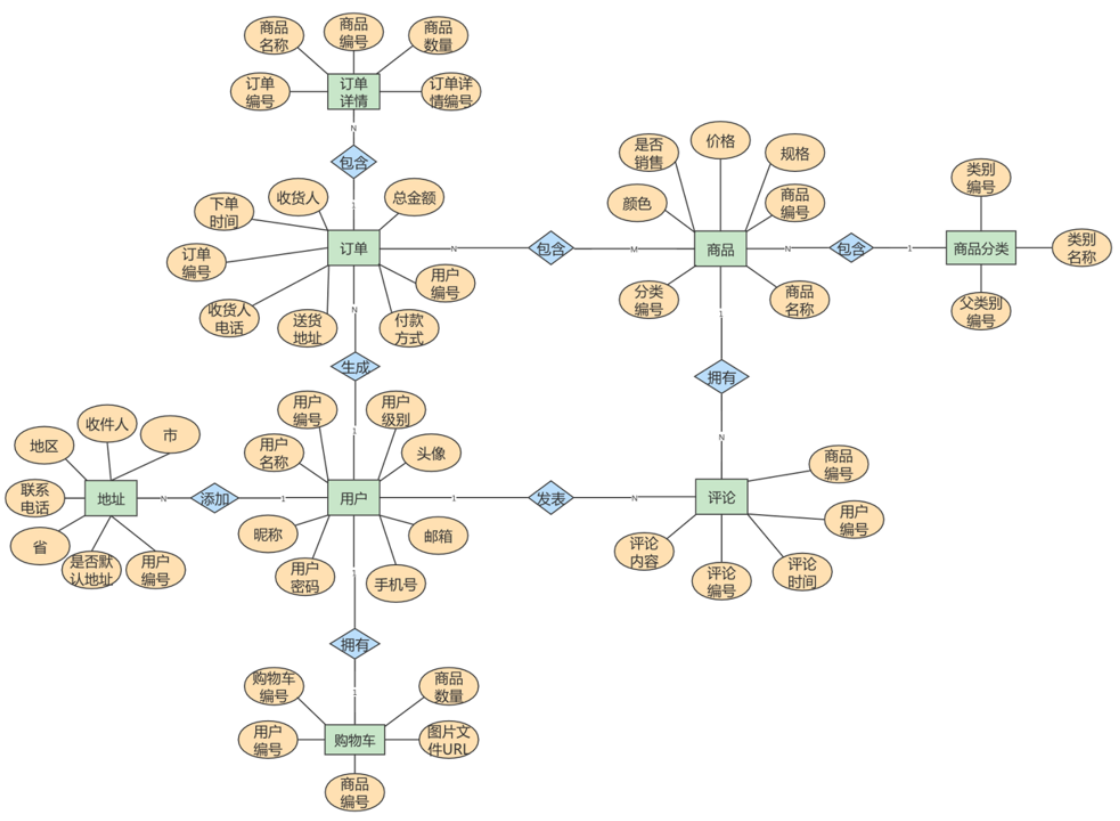 商品
名称
商品
编号
商品
数量
订单
编号
订单
详情
订单详
情编号
N
包含
1
下单
时间
收货人
总金额
订单
编号
订单
用户
编号
收货人
电话
送货
地址
付款
方式
N
包含
M
是否
销售
价格
规格
颜色
商品
编号
商品
分类
编号
商品
名称
N
包含
1
类别
编号
商品分类
类别
名称
父类别
编号
N
生成
1
1
拥有
N
用户
编号
用户
级别
用户
名称
头像
用户
昵称
邮箱
用户
密码
手机号
地区
收件人
市
联系
电话
地址
省
是否默
认地址
用户
编号
N
添加
1
1
发表
N
商品
编号
评论
用户
编号
评论
内容
评论
编号
评论
时间
1
拥有
1
购物车
编号
商品
数量
用户
编号
购物车
图片文
件URL
商品
编号